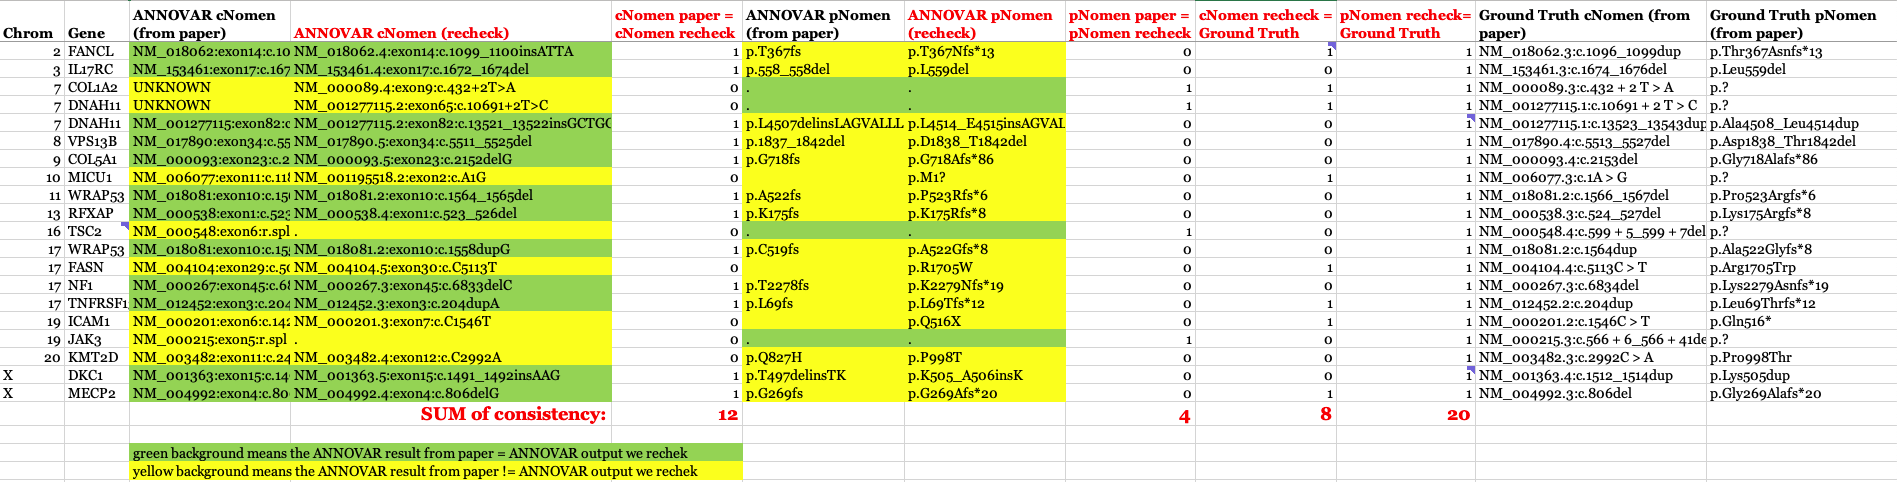 Chrom Gene ANNOVAR cNomen (from paper) ANNOVAR cNomen (recheck) cNomen paper = cNomen recheck ANNOVAR pNomen (from paper) ANNOVAR pNomen (recheck) pNomen paper = pNomen recheck cNomen recheck = Ground Truth pNomen recheck= Ground Truth Ground Truth cNomen (from paper) Ground Truth pNomen (from paper)
2 FANCL NM_018062:exon14:c.10 NM_018062.4:exon14:c.1099_1100insATTA 1 p.T367fs p.T367Nfs*13 0 1 1 NM_018062.3:c.1096_1099dup p.Thr367Asnfs*13
3 IL17RC NM_153461:exon17:c.167 NM_153461.4:exon17:c.1672_1674del 1 p.558_558del p.L559del 0 0 1 NM_153461.3:c.1674_1676del p.Leu559del
7 COL1A2 UNKNOWN NM_000089.4:exon9:c.432+2T>A 0 . . 1 1 1 NM_000089.3:c.432 + 2 T > A p.?
7 DNAH11 UNKNOWN NM_001277115.2:exon65:c.10691+2T>C 0 . . 1 1 1 NM_001277115.1:c.10691 + 2 T > C p.?
7 DNAH11 NM_001277115:exon82:c NM_001277115.2:exon82:c.13521_13522insGCTGC 1 p.L4507delinsLAGVALLL p.L4514_E4515insAGVAL 0 0 1 NM_001277115.1:c.13523_13543dup p.Ala4508_Leu4514dup
8 VPS13B NM_017890:exon34:c.55 NM_017890.5:exon34:c.5511_5525del 1 p.1837_1842del p.D1838_T1842del 0 0 1 NM_017890.4:c.5513_5527del p.Asp1838_Thr1842del
9 COL5A1 NM_000093:exon23:c.2 NM_000093.5:exon23:c.2152delG 1 p.G718fs p.G718Afs*86 0 0 1 NM_000093.4:c.2153del p.Gly718Alafs*86
10 MICU1 NM_006077:exon11:c.118 NM_001195518.2:exon2:c.A1G 0 p.M1? 0 1 1 NM_006077.3:c.1A > G p.?
11 WRAP53 NM_018081:exon10:c.150 NM_018081.2:exon10:c.1564_1565del 1 p.A522fs p.P523Rfs*6 0 0 1 NM_018081.2:c.1566_1567del p.Pro523Argfs*6
13 RFXAP NM_000538:exon1:c.523 NM_000538.4:exon1:c.523_526del 1 p.K175fs p.K175Rfs*8 0 0 1 NM_000538.3:c.524_527del p.Lys175Argfs*8
16 TSC2 NM_000548:exon6:r.spl . 0 . . 1 0 1 NM_000548.4:c.599 + 5_599 + 7del p.?
17 WRAP53 NM_018081:exon10:c.15 NM_018081.2:exon10:c.1558dupG 1 p.C519fs p.A522Gfs*8 0 0 1 NM_018081.2:c.1564dup p.Ala522Glyfs*8
17 FASN NM_004104:exon29:c.50 NM_004104.5:exon30:c.C5113T 0 p.R1705W 0 1 1 NM_004104.4:c.5113C > T p.Arg1705Trp
17 NF1 NM_000267:exon45:c.68 NM_000267.3:exon45:c.6833delC 1 p.T2278fs p.K2279Nfs*19 0 0 1 NM_000267.3:c.6834del p.Lys2279Asnfs*19
17 TNFRSF1 NM_012452:exon3:c.204 NM_012452.3:exon3:c.204dupA 1 p.L69fs p.L69Tfs*12 0 1 1 NM_012452.2:c.204dup p.Leu69Thrfs*12
19 ICAM1 NM_000201:exon6:c.142 NM_000201.3:exon7:c.C1546T 0 p.Q516X 0 1 1 NM_000201.2:c.1546C > T p.Gln516*
19 JAK3 NM_000215:exon5:r.spl . 0 . . 1 0 1 NM_000215.3:c.566 + 6_566 + 41de p.?
20 KMT2D NM_003482:exon11:c.24 NM_003482.4:exon12:c.C2992A 0 p.Q827H p.P998T 0 1 1 NM_003482.3:c.2992C > A p.Pro998Thr
X DKC1 NM_001363:exon15:c.14 NM_001363.5:exon15:c.1491_1492insAAG 1 p.T497delinsTK p.K505_A506insK 0 0 1 NM_001363.4:c.1512_1514dup p.Lys505dup
X MECP2 NM_004992:exon4:c.80 NM_004992.4:exon4:c.806delG 1 p.G269fs p.G269Afs*20 0 1 1 NM_004992.3:c.806del p.Gly269Alafs*20
SUM of consistency: 12 4 8 20
green background means the ANNOVAR result from paper = ANNOVAR output we rechek
yellow background means the ANNOVAR result from paper != ANNOVAR output we rechek